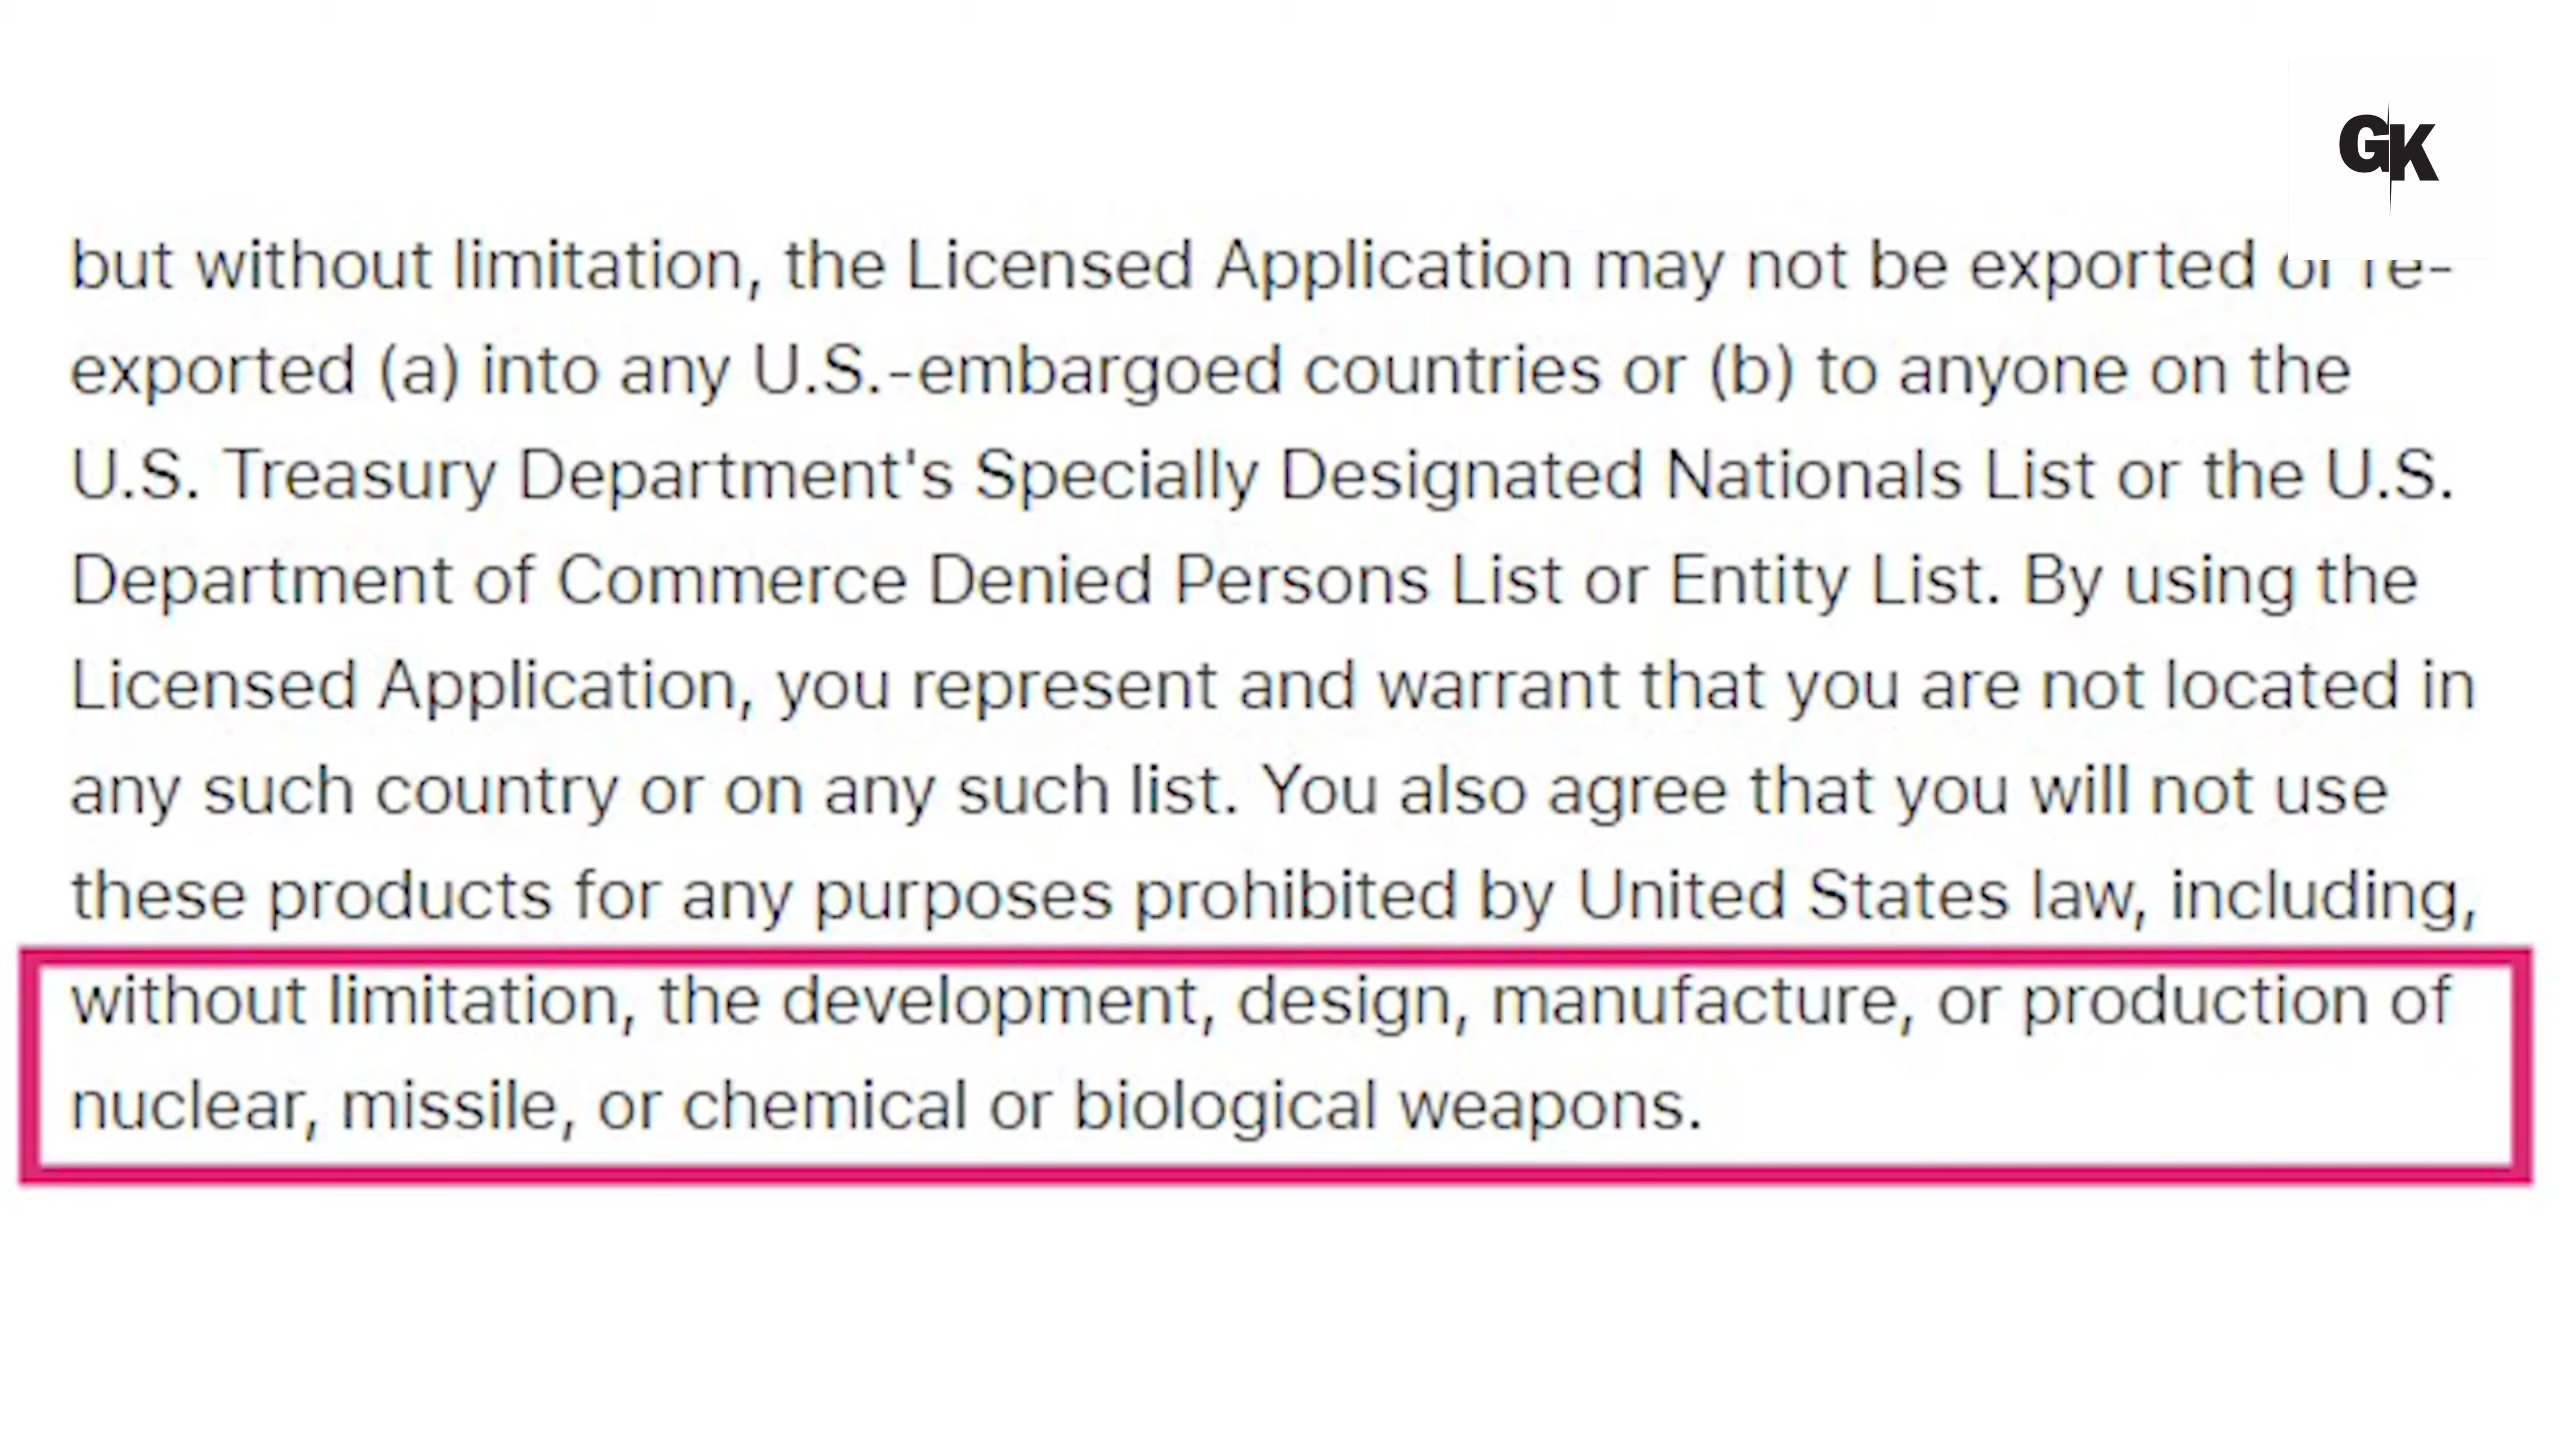 GK
but without limitation, the Licensed Application may not be exported or re-
exported (a) into any U.S.-embargoed countries or (b) to anyone on the
U.S. Treasury Department's Specially Designated Nationals List or the U.S.
Department of Commerce Denied Persons List or Entity List. By using the
Licensed Application, you represent and warrant that you are not located in
any such country or on any such list. You also agree that you will not use
these products for any purposes prohibited by United States law, including,
without limitation, the development, design, manufacture, or production of
nuclear, missile, or chemical or biological weapons.